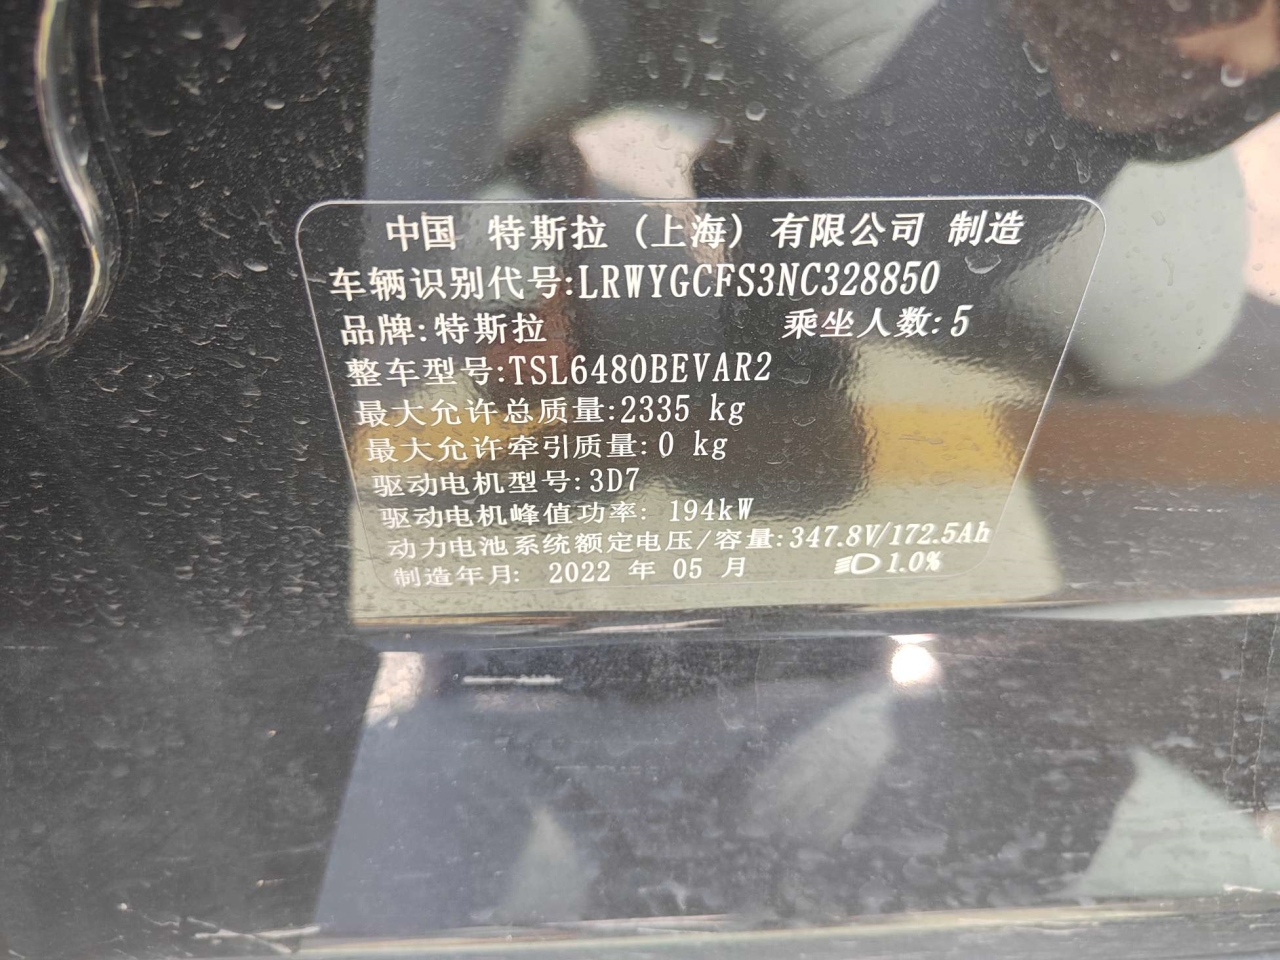 中国 特斯拉（上海）有限公司 制造
车辆识别代号:LRWYGCFS3NC328850
品牌:特斯拉 乘坐人数:5
整车型号:TSL6480BEVAR2
最大允许总质量:2335 kg
最大允许牵引质量:0 kg
驱动电机型号:3D7
驱动电机峰值功率: 194kW
动力电池系统额定电压/容量:347.8V/172.5Ah
制造年月: 2022 年 05 月 1.0%